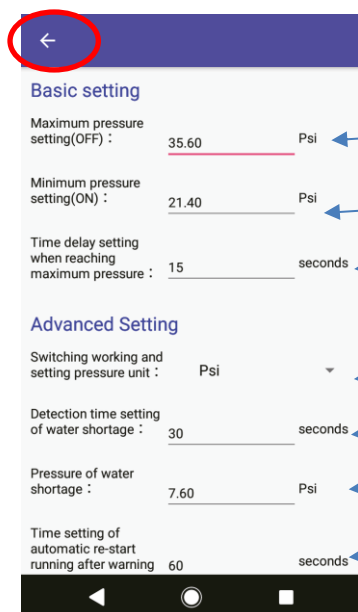 Basic setting
Maximum pressure
setting(OFF)： 35.60 Psi
Minimum pressure
setting(ON)： 21.40 Psi
Time delay setting
when reaching
maximum pressure： 15 seconds
Advanced Settin
Switching working and
setting pressure unit： Psi
Detection time setting
of water shortage： 30 seconds
Pressure of water
shortage： 7.60 Psi
Time setting of
automatic re-start
running after warning 60 seconds